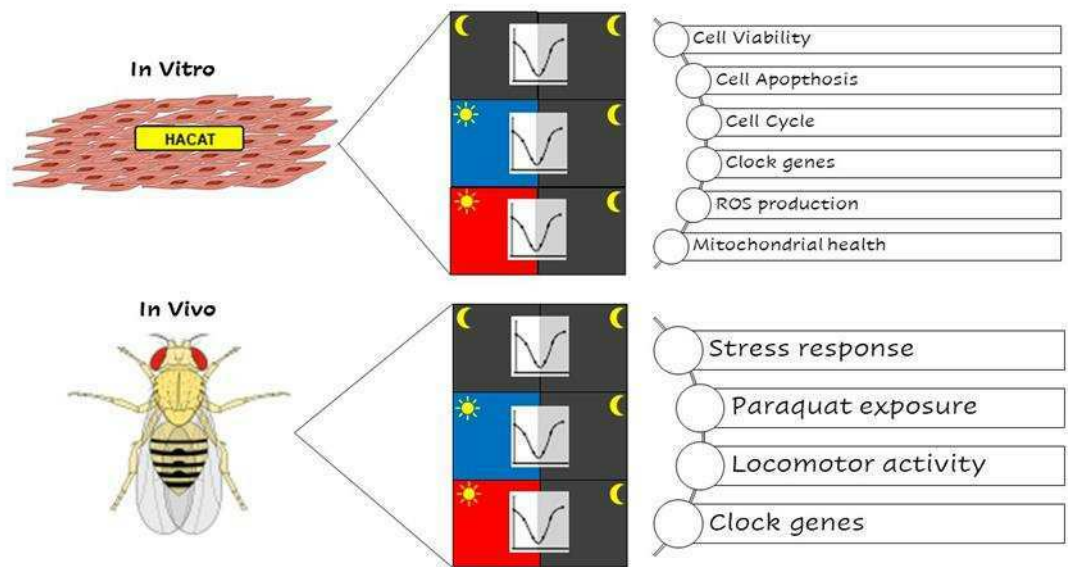 In Vitro
HACAT
Cell Viability
Cell Apopthosis
Cell Cycle
Clock genes
ROS production
Mitochondrial health
In Vivo
Stress response
Paraquat exposure
Locomotor activity
Clock genes